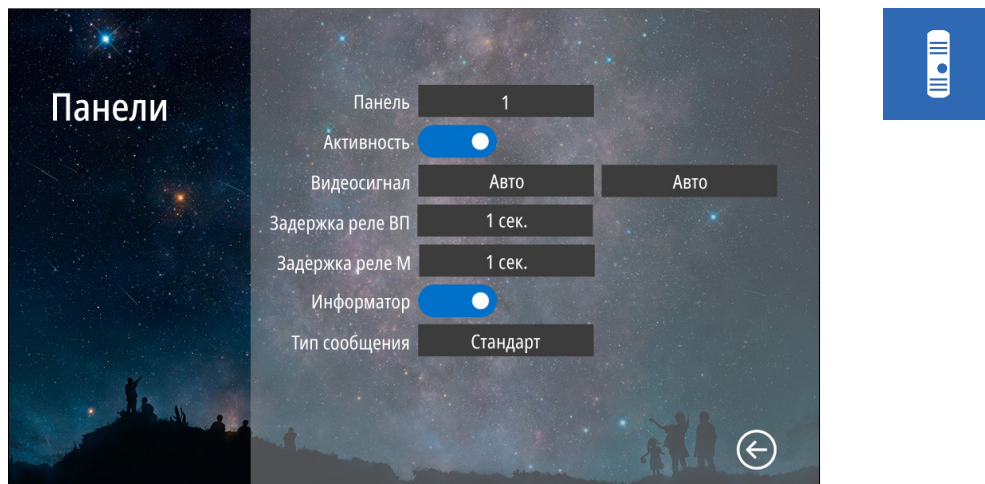 Панели
Панель 1
Активность
Видеосигнал Авто Авто
Задержка реле ВП 1 сек.
Задержка реле М 1 сек.
Информатор
Тип сообщения Стандарт